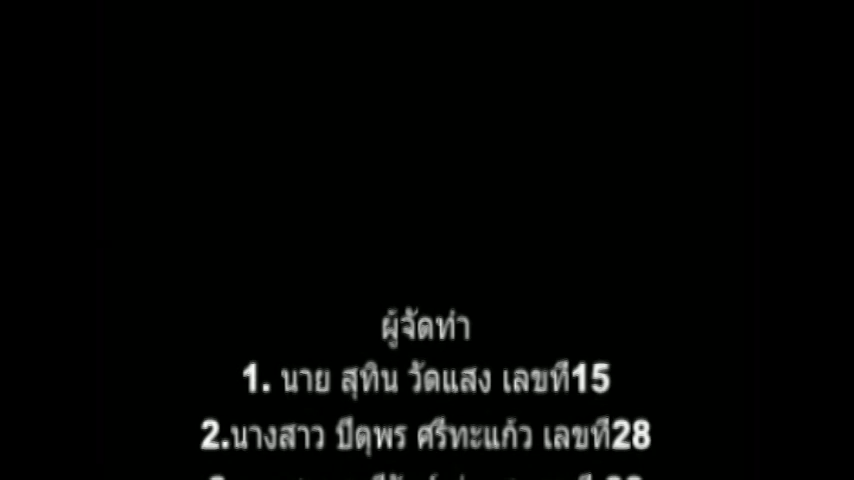 ผู้จัดทำ
1. นาย สุทิน วัดแสง เลขที่15
2.นางสาว ปิตุพร ศรีทะแก้ว เลขที่28